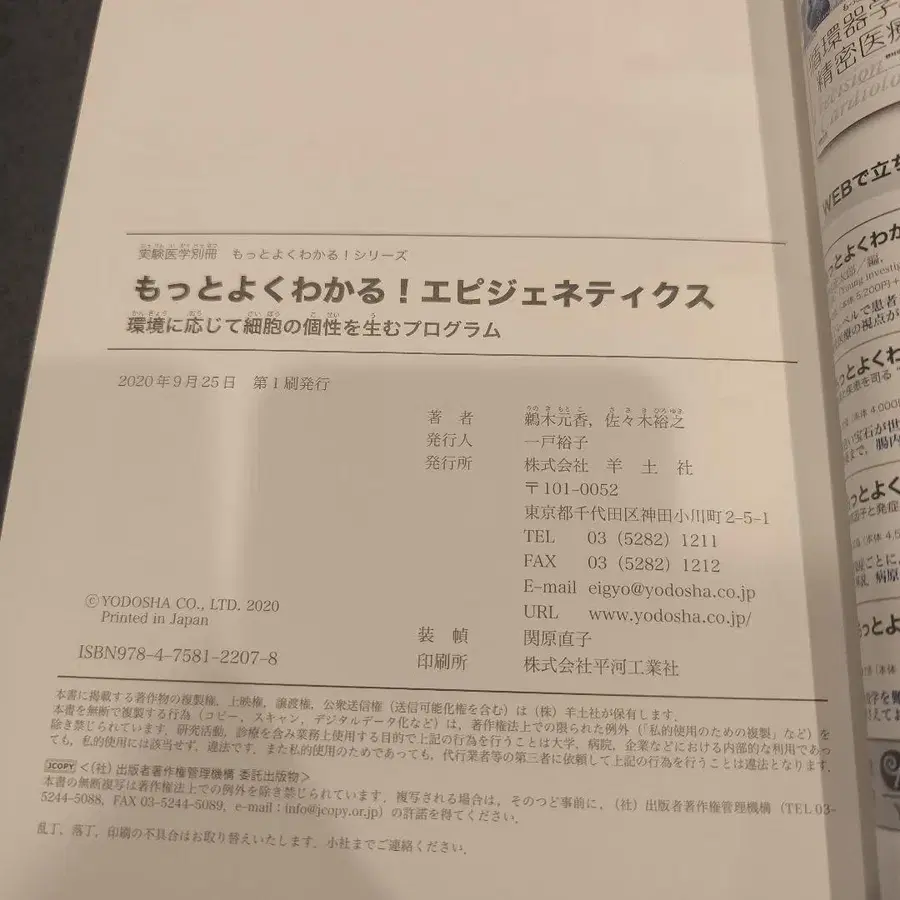 実験医学別冊 もっとよくわかる！シリーズ
もっとよくわかる！エピジェネティクス
環境に応じて細胞の個性を生むプログラム
2020年9月25日 第1刷発行
著者 鵜木元香，佐々木裕之
発行人 一戸裕子
発行所 株式会社 羊土社
〒101-0052
東京都千代田区神田小川町2-5-1
TEL 03（5282）1211
FAX 03（5282）1212
E-mail eigyo@yodosha.co.jp
URL www.yodosha.co.jp/
装幀 関原直子
印刷所 株式会社平河工業社
©YODOSHA CO., LTD. 2020
Printed in Japan
ISBN978-4-7581-2207-8
本書に掲載する著作物の複製権，上映権，譲渡権，公衆送信権（送信可能化権を含む）は（株）羊土社が保有します．
本書を無断で複製する行為（コピー，スキャン，デジタルデータ化など）は，著作権法上での限られた例外（「私的使用のための複製」など）を
除き禁じられています．研究活動，診療を含み業務上使用する目的で上記の行為を行うことは大学，病院，企業などにおける内部的な利用であっ
ても，私的使用には該当せず，違法です．また私的使用のためであっても，代行業者等の第三者に依頼して上記の行為を行うことは違法となります．
JCOPY ＜（社）出版者著作権管理機構 委託出版物＞
本書の無断複写は著作権法上での例外を除き禁じられています．複写される場合は，そのつど事前に，（社）出版者著作権管理機構（TEL 03-
5244-5088, FAX 03-5244-5089, e-mail：info@jcopy.or.jp）の許諾を得てください．
乱丁，落丁，印刷の不具合はお取り替えいたします．小社までご連絡ください．
循環器学
精密医療
WEBで立ち
っとよくわか